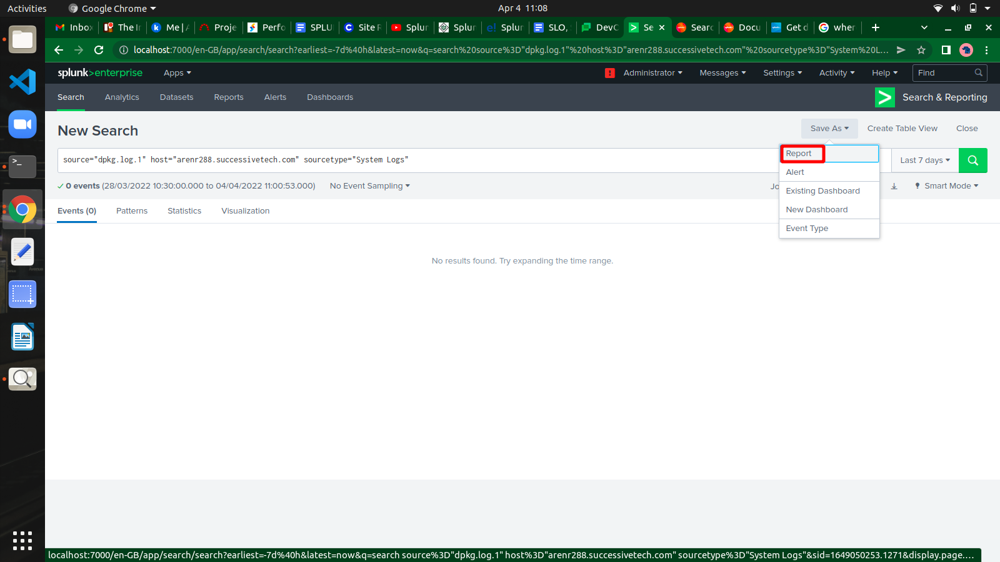 Activities
Google Chrome
Apr 4 11:08
Inbox
The In
Me | A
Proje
Perfo
SPLU
Site R
Splun
Splun
Splun
SLO,
DevO
Se
Searc
Docu
Get d
wher
localhost:7000/en-GB/app/search/search?earliest=-7d%40h&latest=now&q=search%20source%3D"dpkg.log.1"%20host%3D"arenr288.successivetech.com"%20sourcetype%3D"System%20L...
splunk>enterprise
Apps
!
Administrator
Messages
Settings
Activity
Help
Find
Search
Analytics
Datasets
Reports
Alerts
Dashboards
Search & Reporting
New Search
Save As
Create Table View
Close
source="dpkg.log.1" host="arenr288.successivetech.com" sourcetype="System Logs"
Last 7 days
Report
Alert
Existing Dashboard
New Dashboard
Event Type
0 events (28/03/2022 10:30:00.000 to 04/04/2022 11:00:53.000)
No Event Sampling
Jo
Smart Mode
Events (0)
Patterns
Statistics
Visualization
No results found. Try expanding the time range.
localhost:7000/en-GB/app/search/search?earliest=-7d%40h&latest=now&q=search source%3D"dpkg.log.1" host%3D"arenr288.successivetech.com" sourcetype%3D"System Logs"&sid=1649050253.1271&display.page....